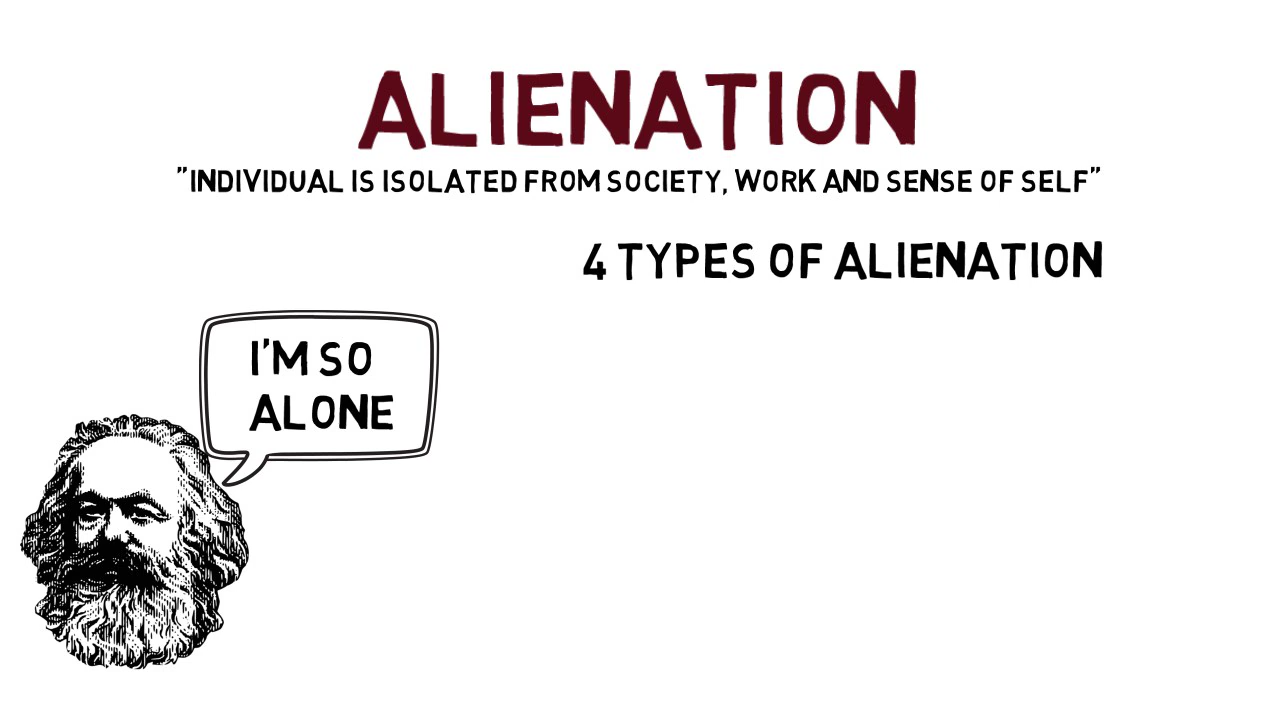 ALIENATION
"INDIVIDUAL IS ISOLATED FROM SOCIETY, WORK AND SENSE OF SELF"
4 TYPES OF ALIENATION
I'M SO
ALONE